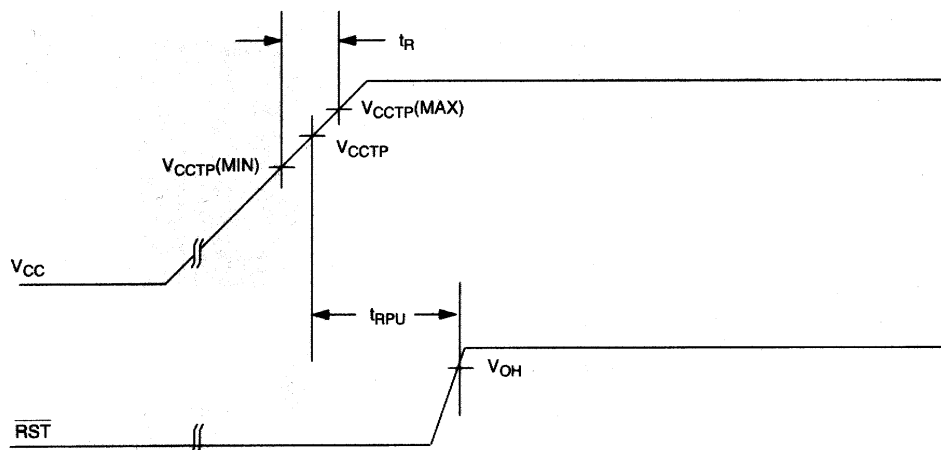 tR
VCCTP(MAX)
VCCTP
VCCTP(MIN)
VCC
tRPU
VOH
RST